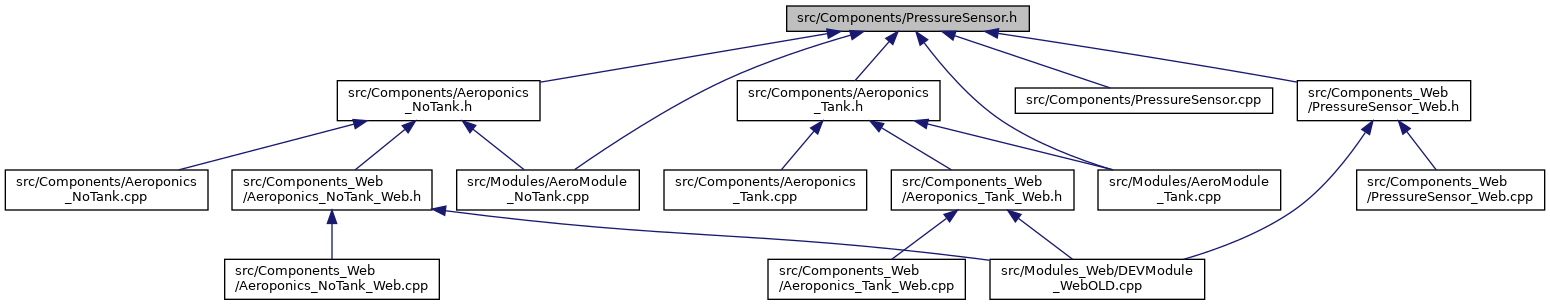 src/Components/PressureSensor.h
src/Components/Aeroponics
_NoTank.h
src/Components/Aeroponics
_Tank.h
src/Components/PressureSensor.cpp
src/Components_Web
/PressureSensor_Web.h
src/Components/Aeroponics
_NoTank.cpp
src/Components_Web
/Aeroponics_NoTank_Web.h
src/Modules/AeroModule
_NoTank.cpp
src/Components/Aeroponics
_Tank.cpp
src/Components_Web
/Aeroponics_Tank_Web.h
src/Modules/AeroModule
_Tank.cpp
src/Components_Web
/PressureSensor_Web.cpp
src/Components_Web
/Aeroponics_NoTank_Web.cpp
src/Components_Web
/Aeroponics_Tank_Web.cpp
src/Modules_Web/DEVModule
_WebOLD.cpp